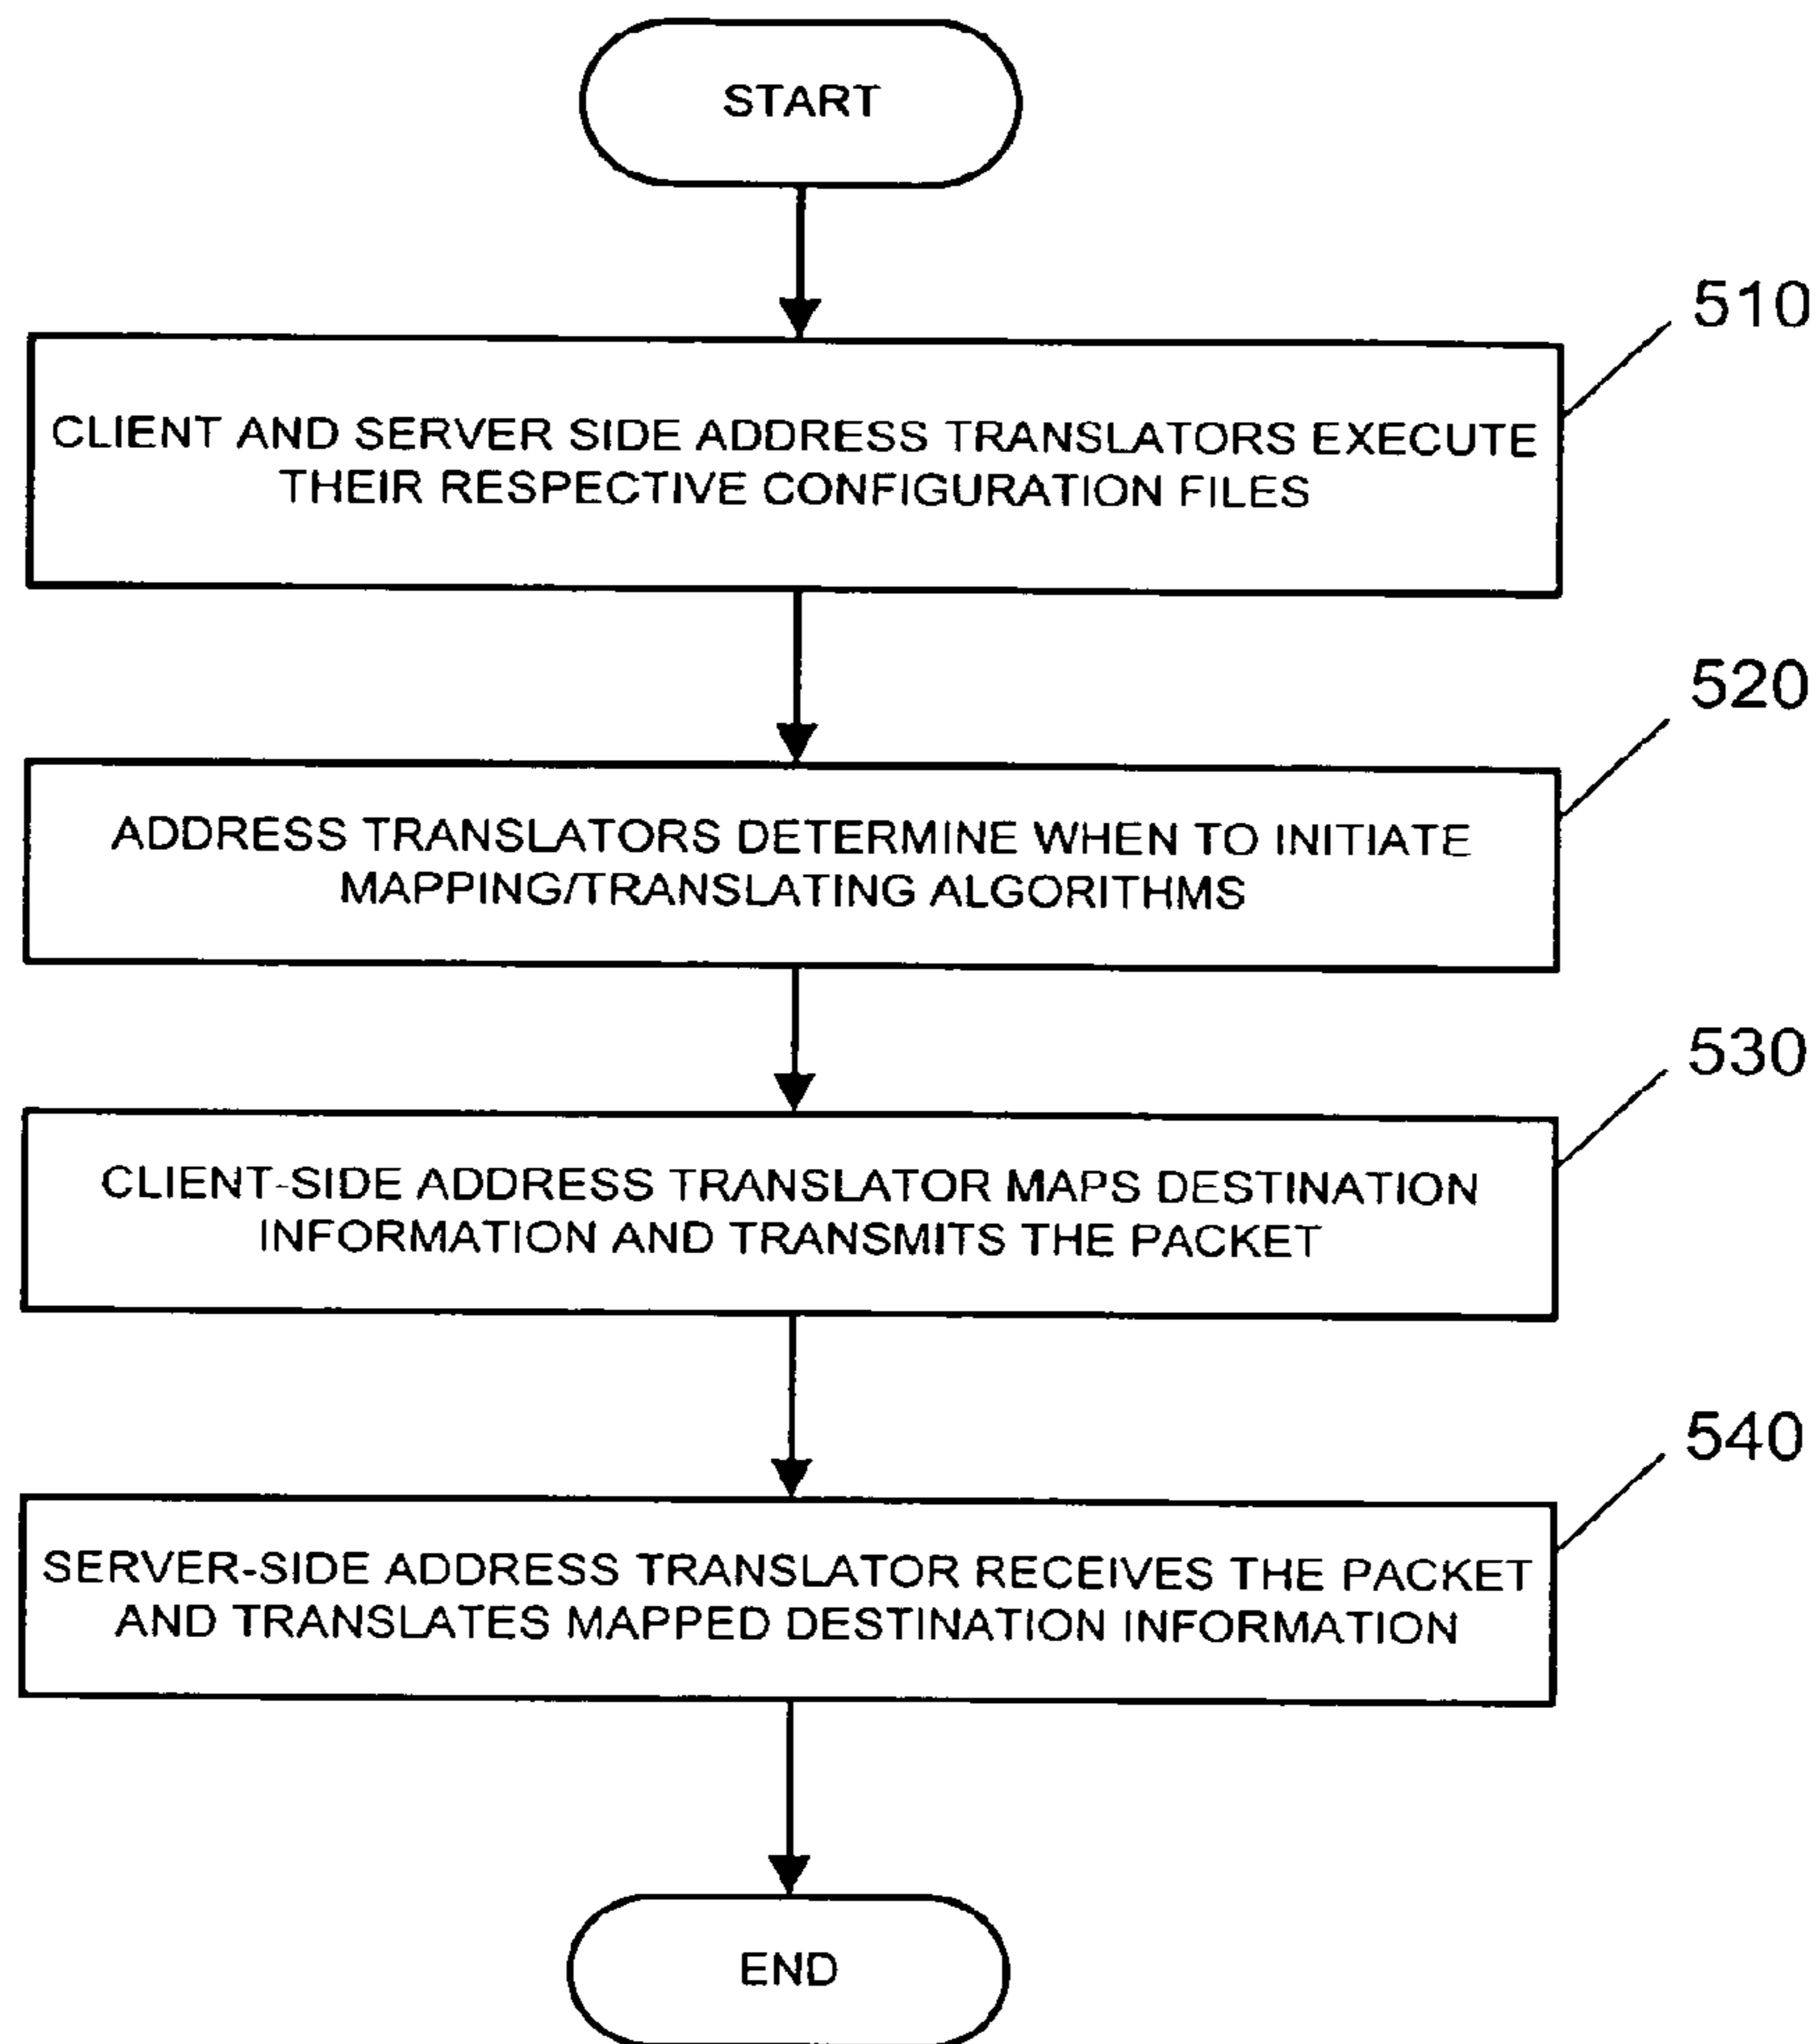 START
510
CLIENT AND SERVER SIDE ADDRESS TRANSLATORS EXECUTE
THEIR RESPECTIVE CONFIGURATION FILES
520
ADDRESS TRANSLATORS DETERMINE WHEN TO INITIATE
MAPPING/TRANSLATING ALGORITHMS
530
CLIENT-SIDE ADDRESS TRANSLATOR MAPS DESTINATION
INFORMATION AND TRANSMITS THE PACKET
540
SERVER-SIDE ADDRESS TRANSLATOR RECEIVES THE PACKET
AND TRANSLATES MAPPED DESTINATION INFORMATION
END